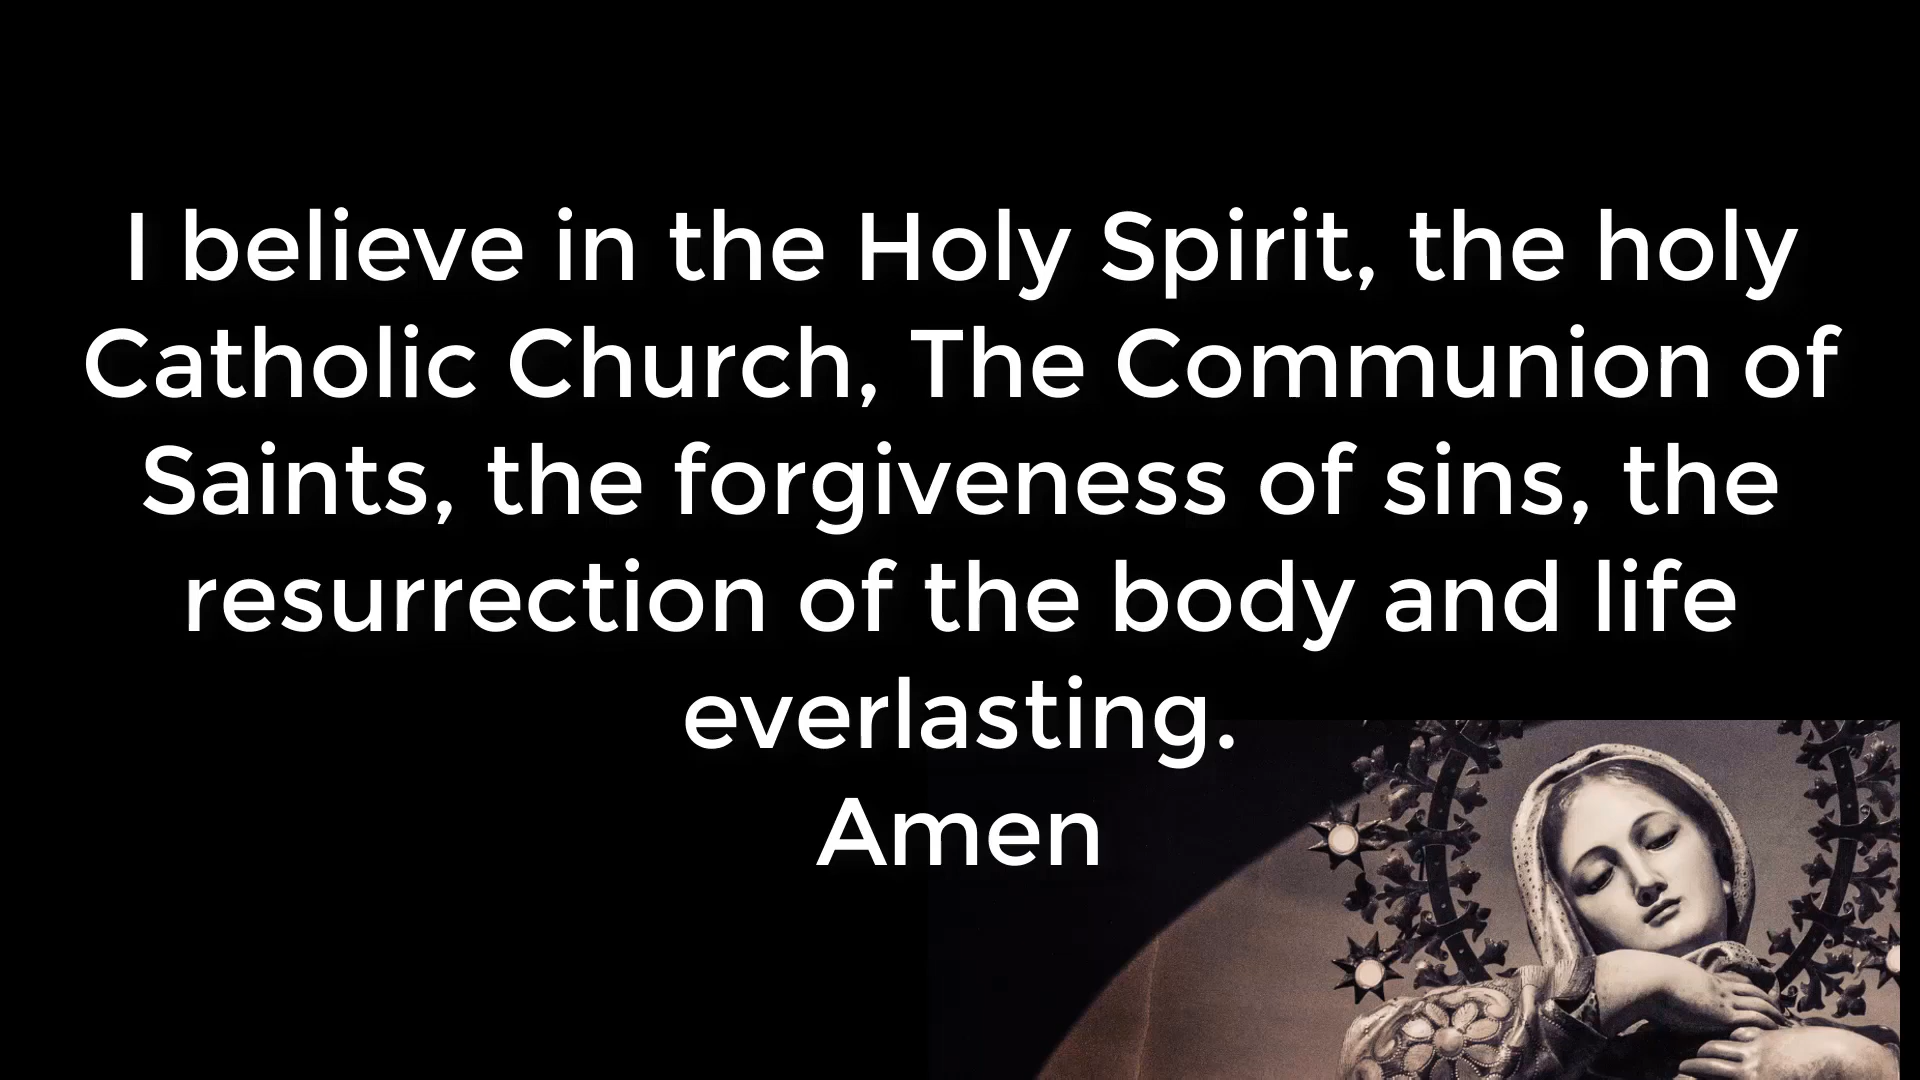 I believe in the Holy Spirit, the holy
Catholic Church, The Communion of
Saints, the forgiveness of sins, the
resurrection of the body and life
everlasting.
Amen